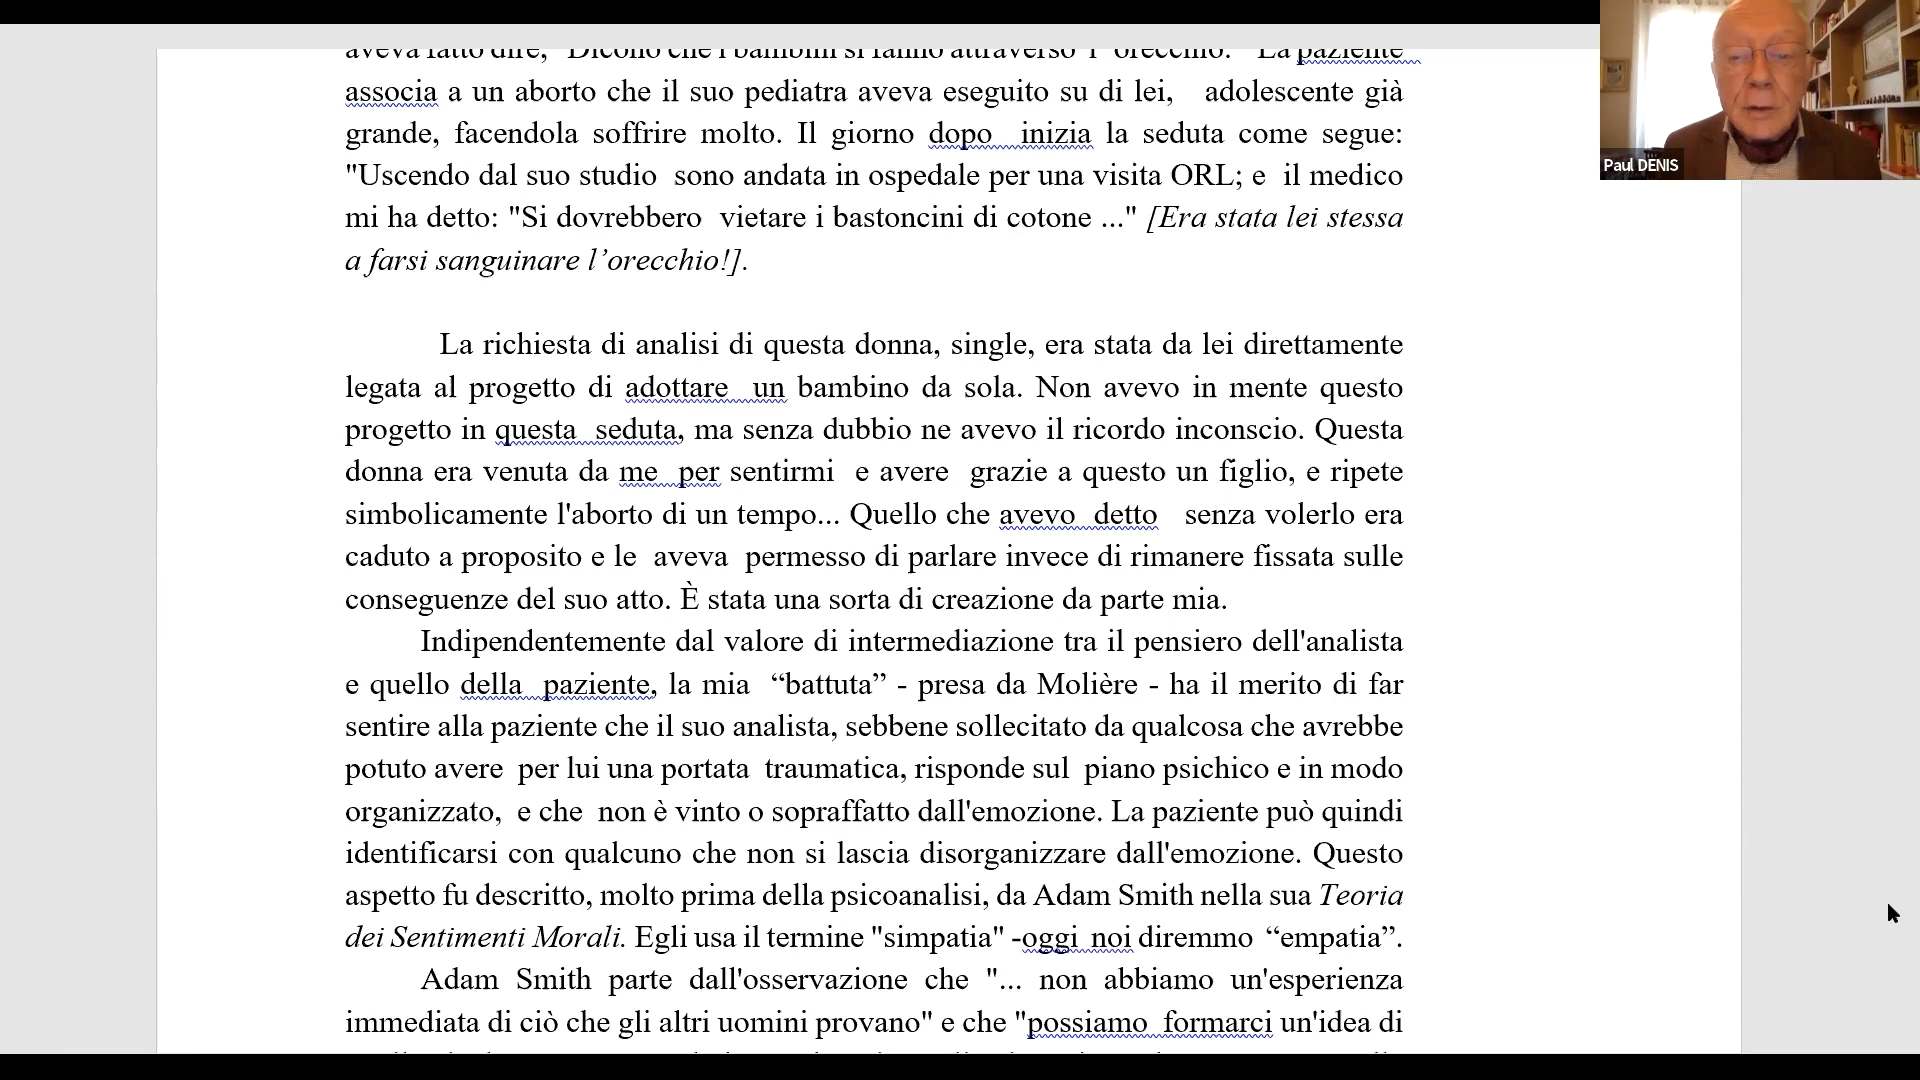 aveva fatto dire, "Dicono che i bambini si fanno attraverso l' orecchio." La paziente
associa a un aborto che il suo pediatra aveva eseguito su di lei, adolescente già
grande, facendola soffrire molto. Il giorno dopo inizia la seduta come segue:
"Uscendo dal suo studio sono andata in ospedale per una visita ORL; e il medico
mi ha detto: "Si dovrebbero vietare i bastoncini di cotone ..." [Era stata lei stessa
a farsi sanguinare l’orecchio!].
La richiesta di analisi di questa donna, single, era stata da lei direttamente
legata al progetto di adottare un bambino da sola. Non avevo in mente questo
progetto in questa seduta, ma senza dubbio ne avevo il ricordo inconscio. Questa
donna era venuta da me per sentirmi e avere grazie a questo un figlio, e ripete
simbolicamente l'aborto di un tempo... Quello che avevo detto senza volerlo era
caduto a proposito e le aveva permesso di parlare invece di rimanere fissata sulle
conseguenze del suo atto. È stata una sorta di creazione da parte mia.
Indipendentemente dal valore di intermediazione tra il pensiero dell'analista
e quello della paziente, la mia “battuta” - presa da Molière - ha il merito di far
sentire alla paziente che il suo analista, sebbene sollecitato da qualcosa che avrebbe
potuto avere per lui una portata traumatica, risponde sul piano psichico e in modo
organizzato, e che non è vinto o sopraffatto dall'emozione. La paziente può quindi
identificarsi con qualcuno che non si lascia disorganizzare dall'emozione. Questo
aspetto fu descritto, molto prima della psicoanalisi, da Adam Smith nella sua Teoria
dei Sentimenti Morali. Egli usa il termine "simpatia" -oggi noi diremmo “empatia”.
Adam Smith parte dall'osservazione che "... non abbiamo un'esperienza
immediata di ciò che gli altri uomini provano" e che "possiamo formarci un'idea di
Paul DENIS